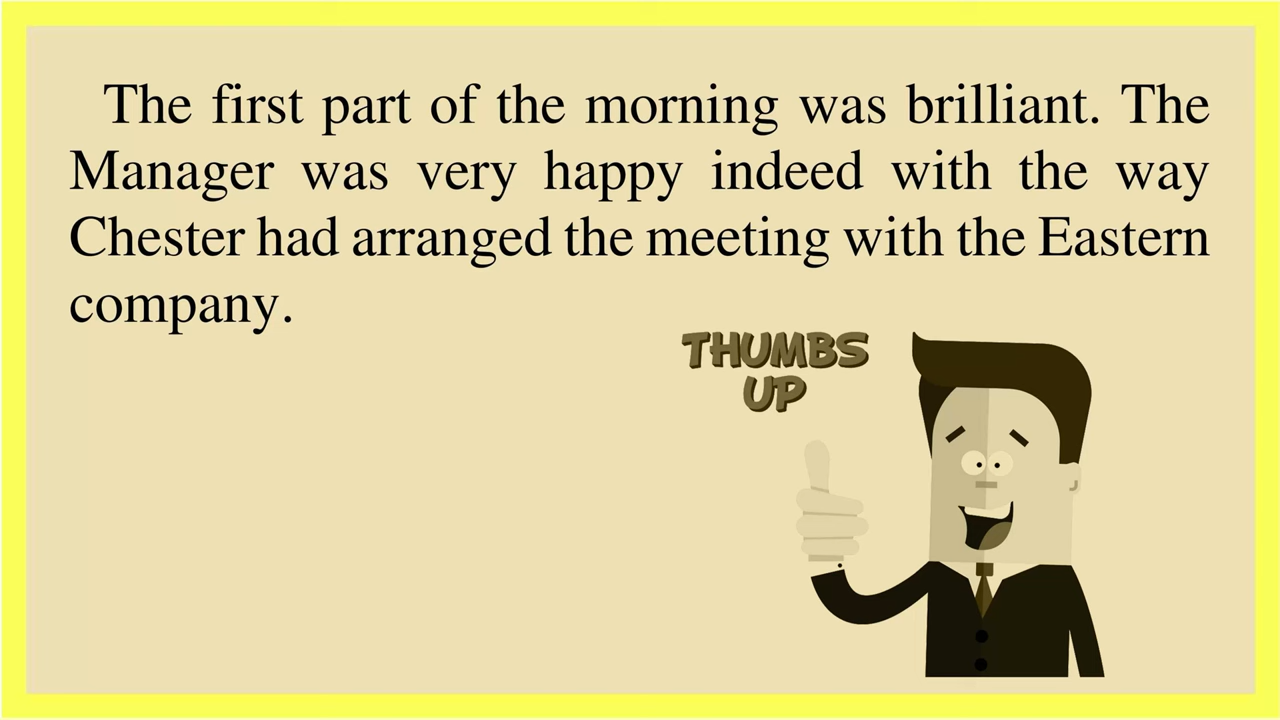 The first part of the morning was brilliant. The
Manager was very happy indeed with the way
Chester had arranged the meeting with the Eastern
company.
THUMBS
UP